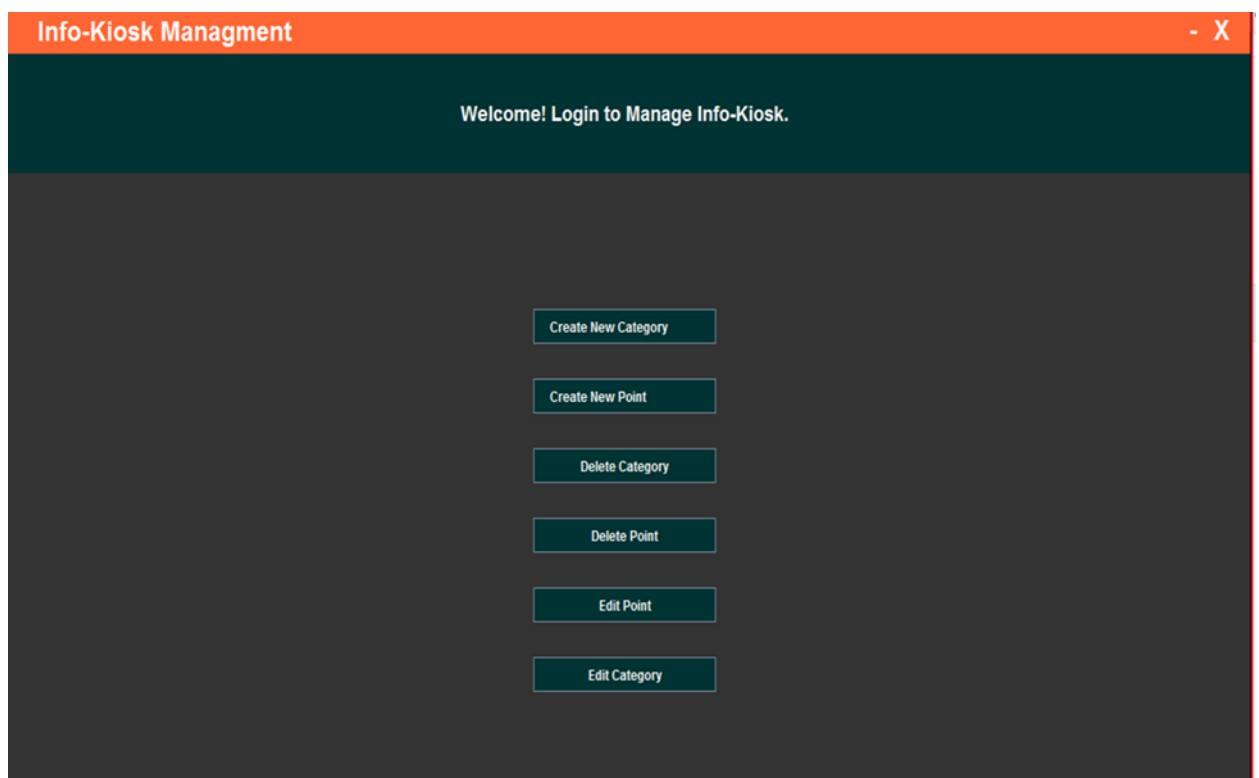 Info-Kiosk Managment
- X
Welcome! Login to Manage Info-Kiosk.
Create New Category
Create New Point
Delete Category
Delete Point
Edit Point
Edit Category